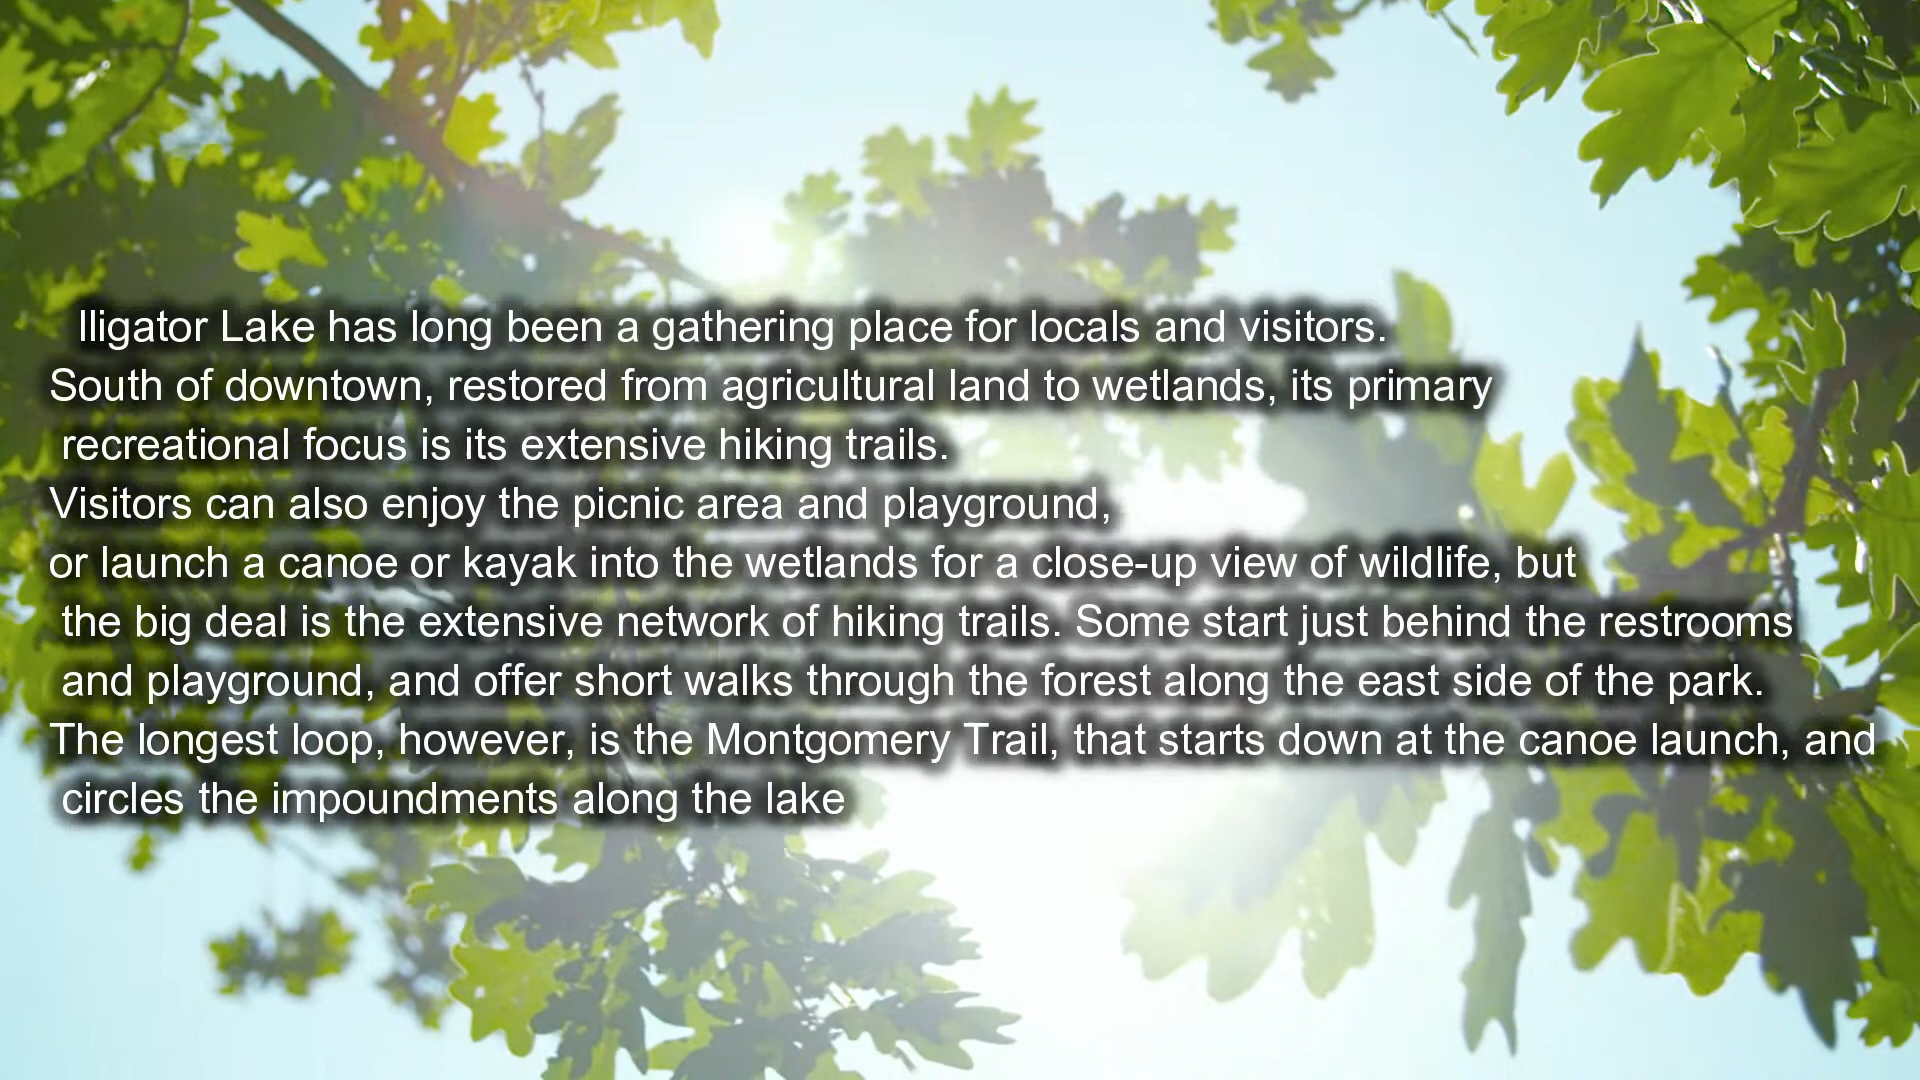 lligator Lake has long been a gathering place for locals and visitors.
South of downtown, restored from agricultural land to wetlands, its primary
recreational focus is its extensive hiking trails.
Visitors can also enjoy the picnic area and playground,
or launch a canoe or kayak into the wetlands for a close-up view of wildlife, but
the big deal is the extensive network of hiking trails. Some start just behind the restrooms
and playground, and offer short walks through the forest along the east side of the park.
The longest loop, however, is the Montgomery Trail, that starts down at the canoe launch, and
circles the impoundments along the lake